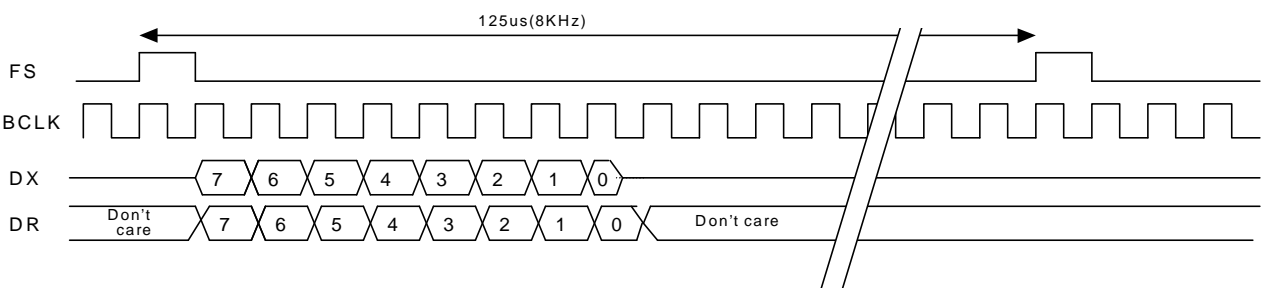 125us(8KHz)
FS
BCLK
DX 7 6 5 4 3 2 1 0
DR Don't care 7 6 5 4 3 2 1 0 Don't care